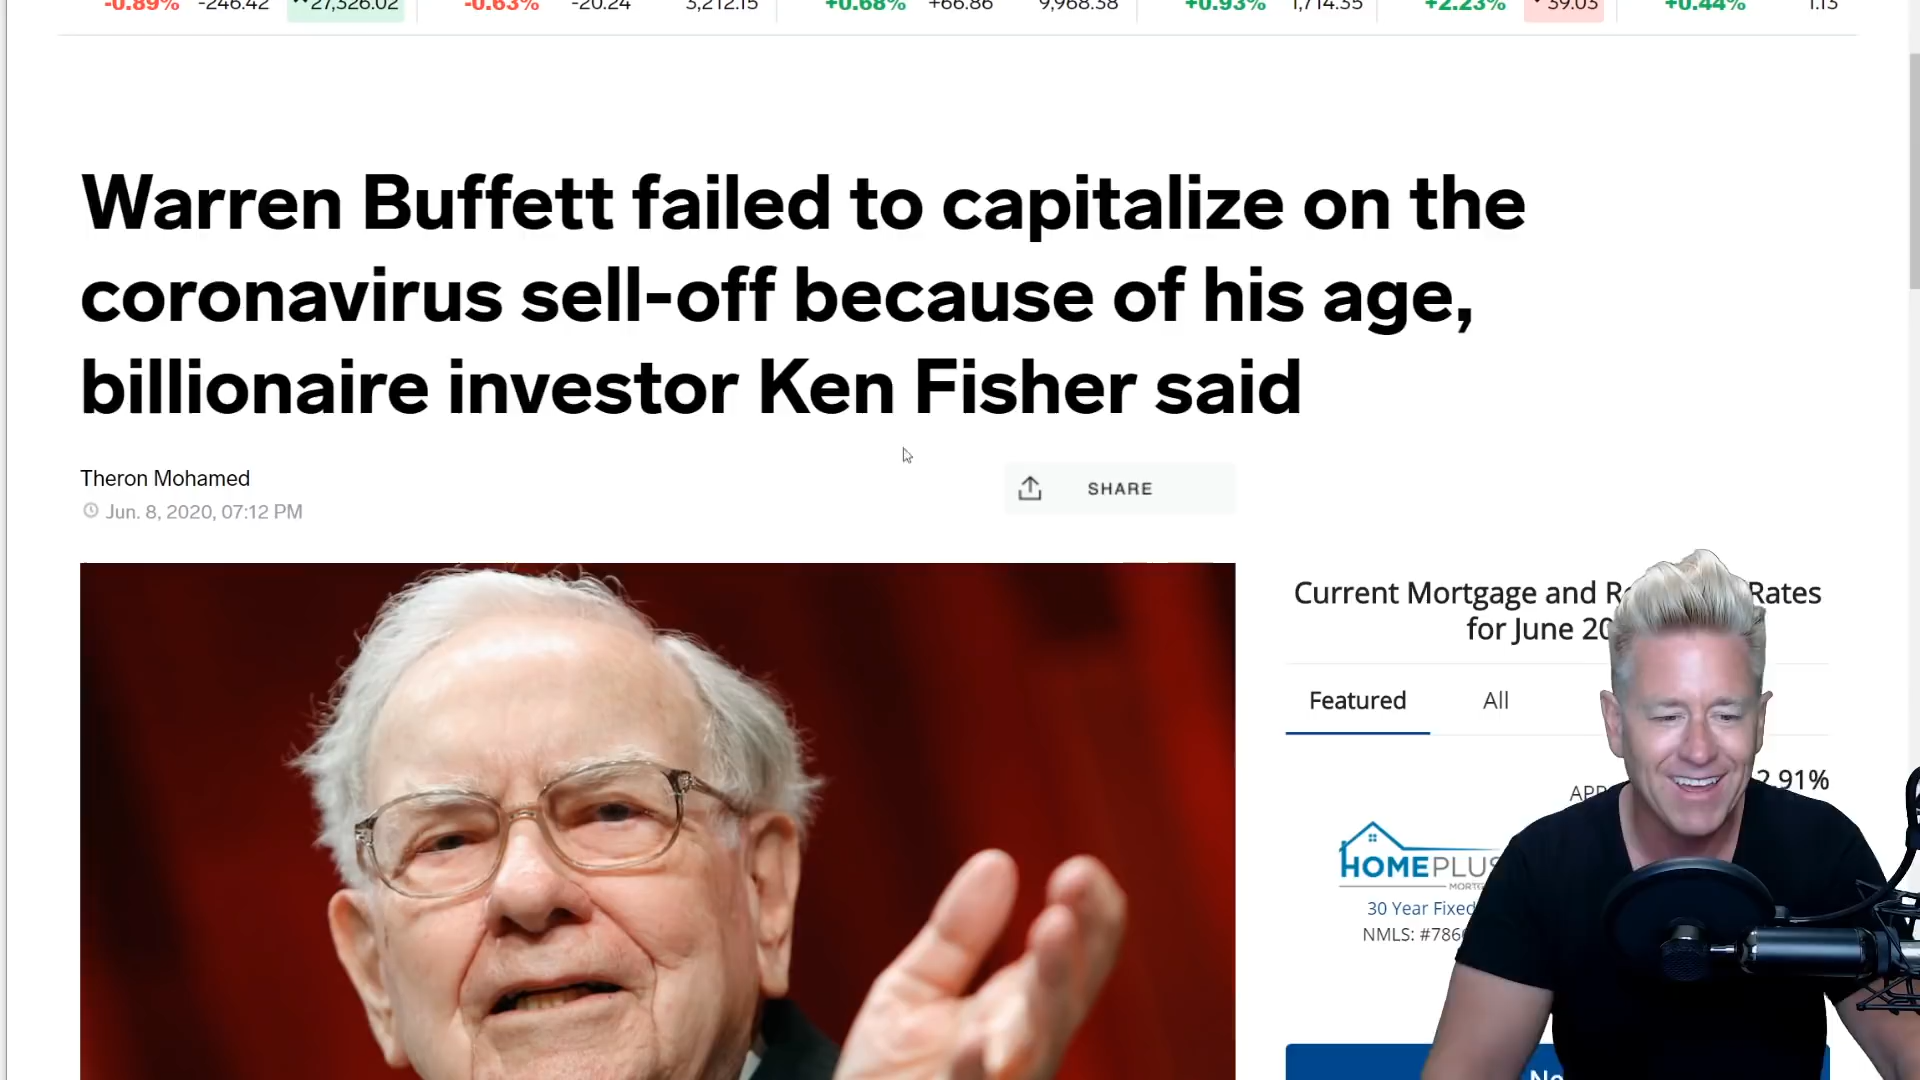 -0.89% -246.42 27,326.02 -0.63% -20.24 3,212.15 +0.68% +66.86 9,968.38 +0.93% 1,714.35 +2.23% 39.03 +0.44% 1.13
Warren Buffett failed to capitalize on the
coronavirus sell-off because of his age,
billionaire investor Ken Fisher said
Theron Mohamed
Jun. 8, 2020, 07:12 PM
SHARE
Current Mortgage and Rates
for June
Featured All
2.91%
HOMEPLUS
30 Year Fixed
NMLS: